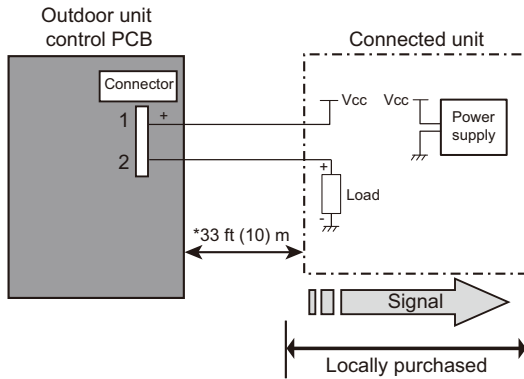 Outdoor unit
control PCB
Connected unit
Connector
1
+
2
Vcc
Vcc
Power
supply
+
Load
-
*33 ft (10) m
Signal
Locally purchased